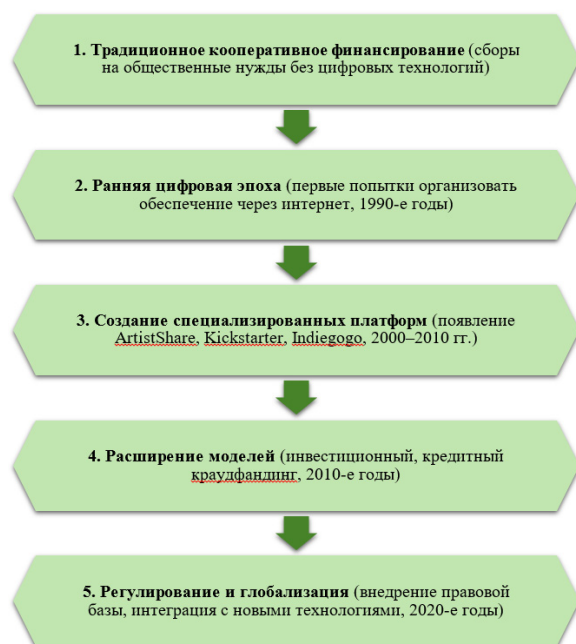 1. Традиционное кооперативное финансирование (сборы
на общественные нужды без цифровых технологий)
2. Ранняя цифровая эпоха (первые попытки организовать
обеспечение через интернет, 1990-е годы)
3. Создание специализированных платформ (появление
ArtistShare, Kickstarter, Indiegogo, 2000–2010 гг.)
4. Расширение моделей (инвестиционный, кредитный
краудфандинг, 2010-е годы)
5. Регулирование и глобализация (внедрение правовой
базы, интеграция с новыми технологиями, 2020-е годы)